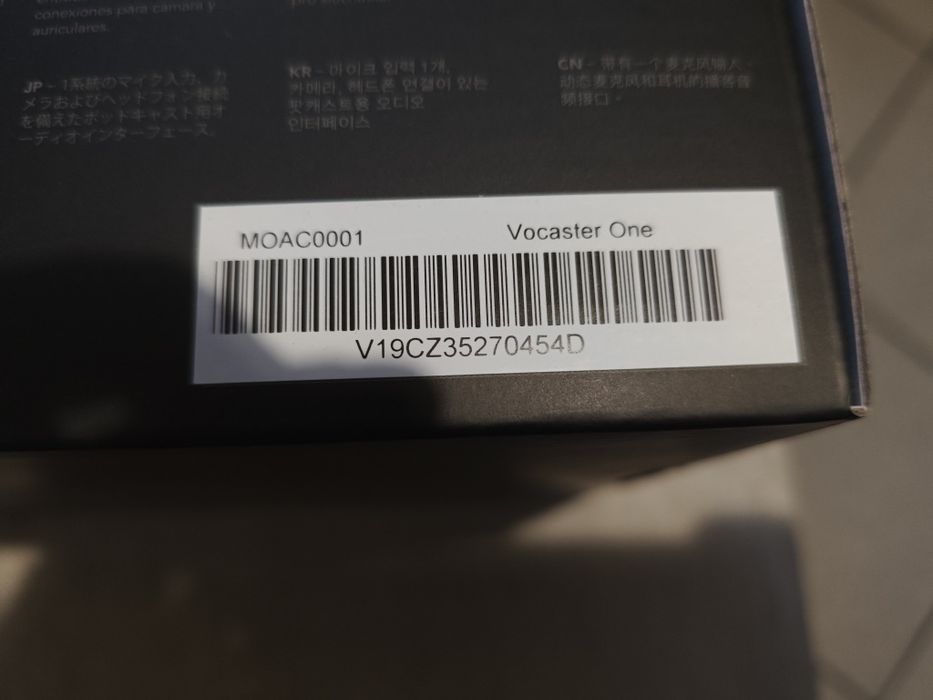 conexiones para cámara y
auriculares.
JP – 1系統のマイク入力、カ
メラおよびヘッドフォン接続
を備えたポッドキャスト用オ
ーディオインターフェース。
KR – 마이크 입력 1개,
카메라, 헤드폰 연결이 있는
팟캐스트용 오디오
인터페이스
CN – 带有一个麦克风输入、
动态麦克风和耳机的播客音
频接口。
MOAC0001 Vocaster One
V19CZ35270454D